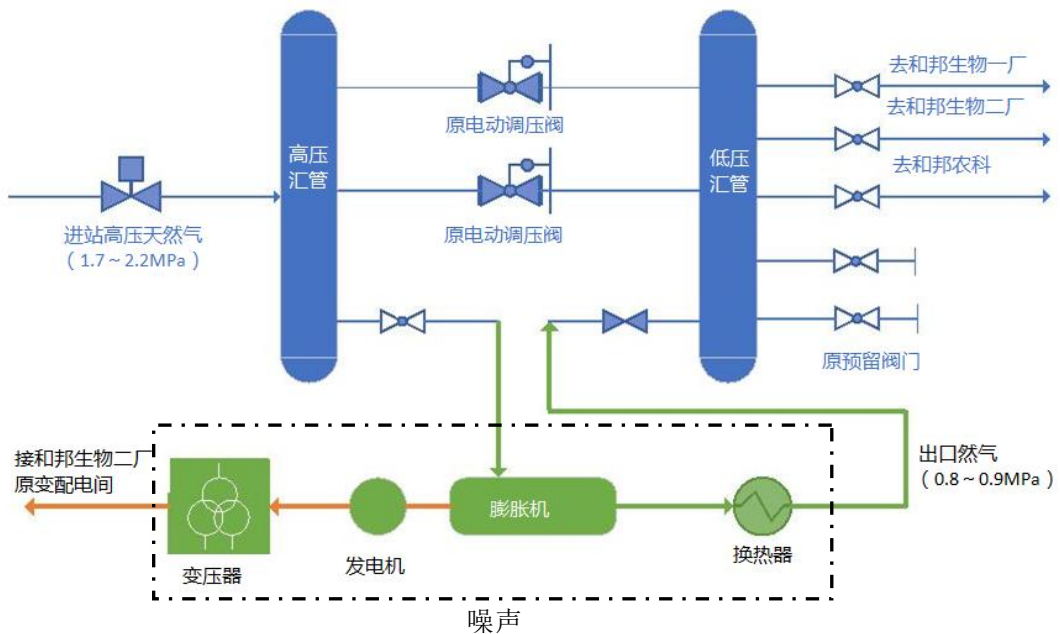 去和邦生物一厂
去和邦生物二厂
原电动调压阀
高压
汇管
低压
汇管
去和邦农科
进站高压天然气
（1.7～2.2MPa）
原电动调压阀
原预留阀门
接和邦生物二厂
原变配电间
出口然气
（0.8～0.9MPa）
膨胀机
变压器
发电机
换热器
噪声